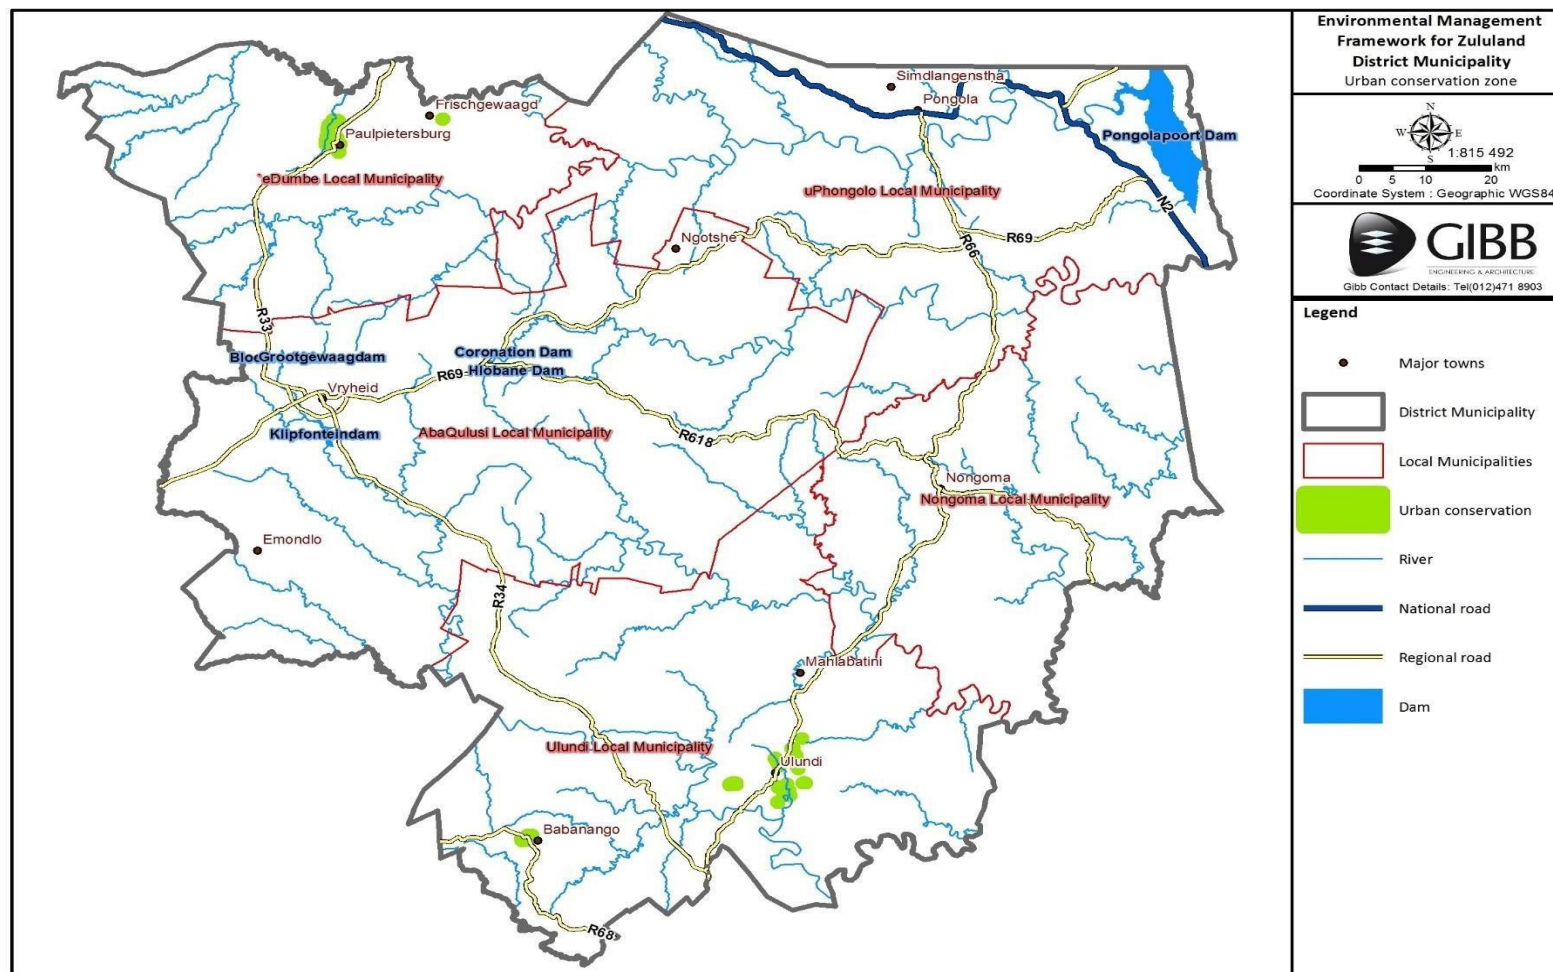 Simdlangenstha
Pongola
Frischgewaagd
Paulpietersburg
Pongolapoort Dam
`eDumbe Local Municipality
uPhongolo Local Municipality
N2
Ngotshe
R69
R66
R33
Grootgewaagdam
Coronation Dam
Hlobane Dam
R69
Vryheid
Klipfonteindam
AbaQulusi Local Municipality
R618
Nongoma
Nongoma Local Municipality
Emondlo
R34
Mahlabatini
Ulundi Local Municipality
Ulundi
Babanango
R68
Environmental Management
Framework for Zululand
District Municipality
Urban conservation zone
N
W E
S
1:815 492
km
0 5 10 20
Coordinate System : Geographic WGS84
GIBB
ENGINEERING & ARCHITECTURE
Gibb Contact Details: Tel(012)471 8903
Legend
Major towns
District Municipality
Local Municipalities
Urban conservation
River
National road
Regional road
Dam